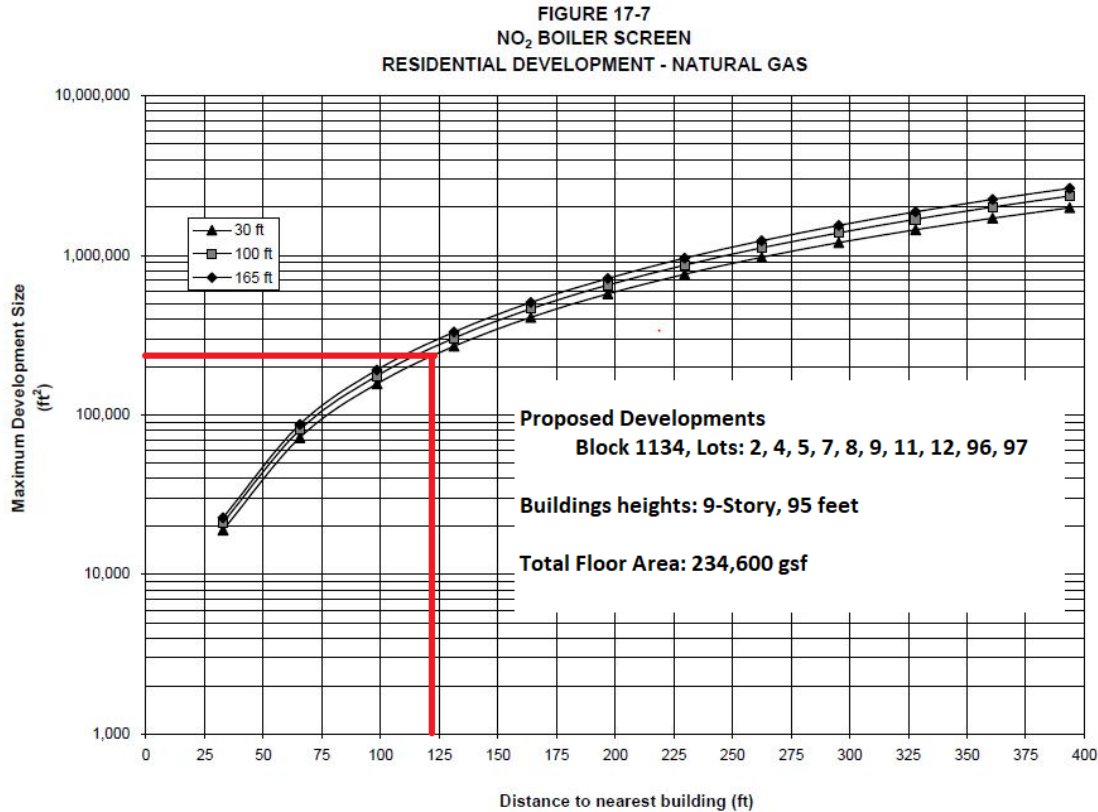 FIGURE 17-7
NO2 BOILER SCREEN
RESIDENTIAL DEVELOPMENT - NATURAL GAS
10,000,000
1,000,000
100,000
10,000
1,000
Maximum Development Size
(ft2)
30 ft
100 ft
165 ft
Proposed Developments
Block 1134, Lots: 2, 4, 5, 7, 8, 9, 11, 12, 96, 97
Buildings heights: 9-Story, 95 feet
Total Floor Area: 234,600 gsf
0 25 50 75 100 125 150 175 200 225 250 275 300 325 350 375 400
Distance to nearest building (ft)